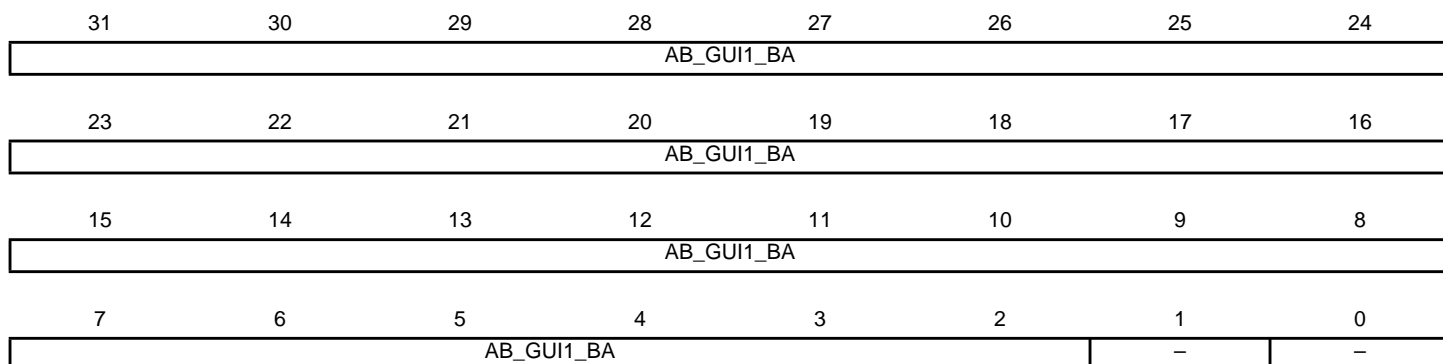 31 30 29 28 27 26 25 24
AB_GUI1_BA
23 22 21 20 19 18 17 16
AB_GUI1_BA
15 14 13 12 11 10 9 8
AB_GUI1_BA
7 6 5 4 3 2 1 0
AB_GUI1_BA – –